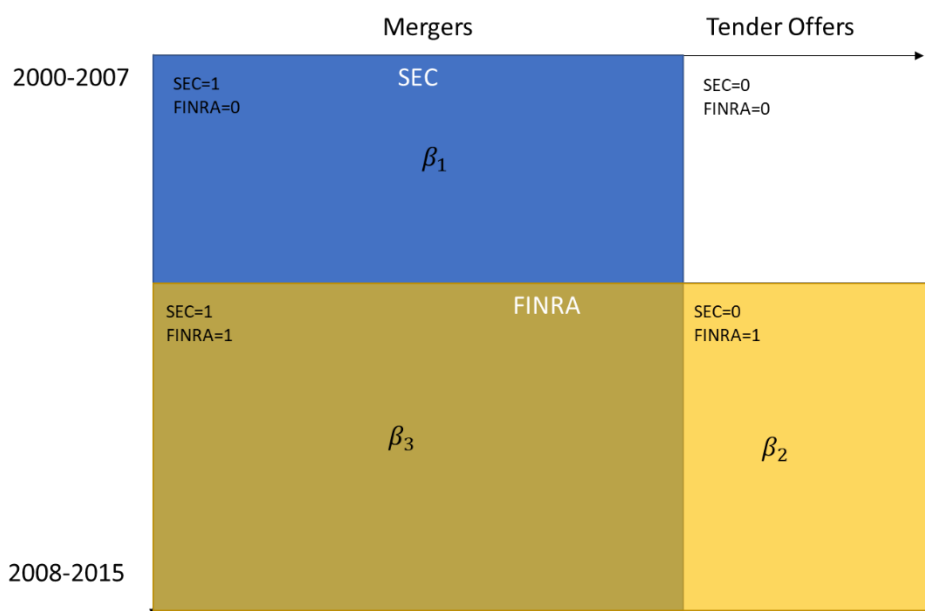 Mergers
Tender Offers
2000-2007
SEC
SEC=1
FINRA=0
SEC=0
FINRA=0
β₁
FINRA
SEC=1
FINRA=1
SEC=0
FINRA=1
β₃
β₂
2008-2015